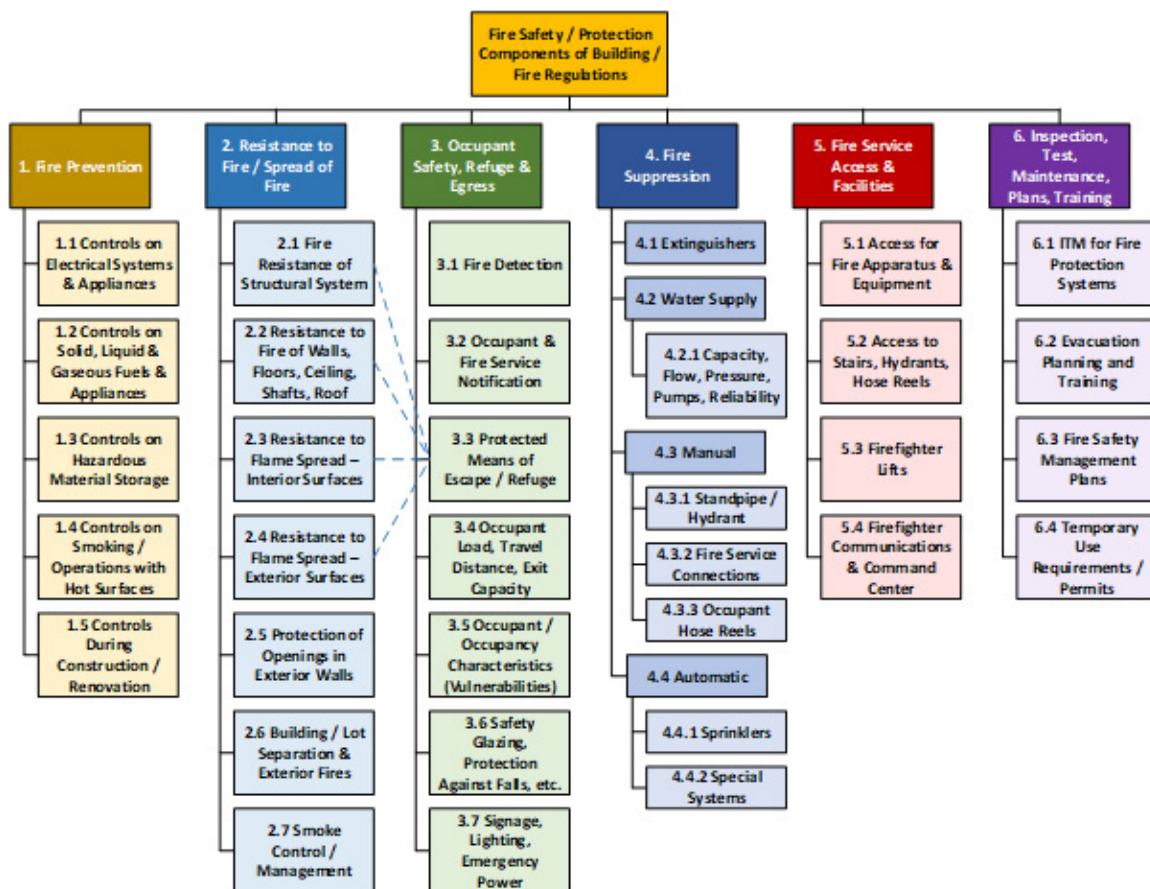 Fire Safety / Protection
Components of Building /
Fire Regulations
1. Fire Prevention
1.1 Controls on
Electrical Systems
& Appliances
1.2 Controls on
Solid, Liquid &
Gaseous Fuels &
Appliances
1.3 Controls on
Hazardous
Material Storage
1.4 Controls on
Smoking /
Operations with
Hot Surfaces
1.5 Controls
During
Construction /
Renovation
2. Resistance to
Fire / Spread of
Fire
2.1 Fire
Resistance of
Structural System
2.2 Resistance to
Fire of Walls,
Floors, Ceiling,
Shafts, Roof
2.3 Resistance to
Flame Spread –
Interior Surfaces
2.4 Resistance to
Flame Spread –
Exterior Surfaces
2.5 Protection of
Openings in
Exterior Walls
2.6 Building / Lot
Separation &
Exterior Fires
2.7 Smoke
Control /
Management
3. Occupant
Safety, Refuge &
Egress
3.1 Fire Detection
3.2 Occupant &
Fire Service
Notification
3.3 Protected
Means of
Escape / Refuge
3.4 Occupant
Load, Travel
Distance, Exit
Capacity
3.5 Occupant /
Occupancy
Characteristics
(Vulnerabilities)
3.6 Safety
Glazing,
Protection
Against Falls, etc.
3.7 Signage,
Lighting,
Emergency
Power
4. Fire
Suppression
4.1 Extinguishers
4.2 Water Supply
4.2.1 Capacity,
Flow, Pressure,
Pumps, Reliability
4.3 Manual
4.3.1 Standpipe /
Hydrant
4.3.2 Fire Service
Connections
4.3.3 Occupant
Hose Reels
4.4 Automatic
4.4.1 Sprinklers
4.4.2 Special
Systems
5. Fire Service
Access &
Facilities
5.1 Access for
Fire Apparatus &
Equipment
5.2 Access to
Stairs, Hydrants,
Hose Reels
5.3 Firefighter
Lifts
5.4 Firefighter
Communications
& Command
Center
6. Inspection,
Test,
Maintenance,
Plans, Training
6.1 ITM for Fire
Protection
Systems
6.2 Evacuation
Planning and
Training
6.3 Fire Safety
Management
Plans
6.4 Temporary
Use
Requirements /
Permits